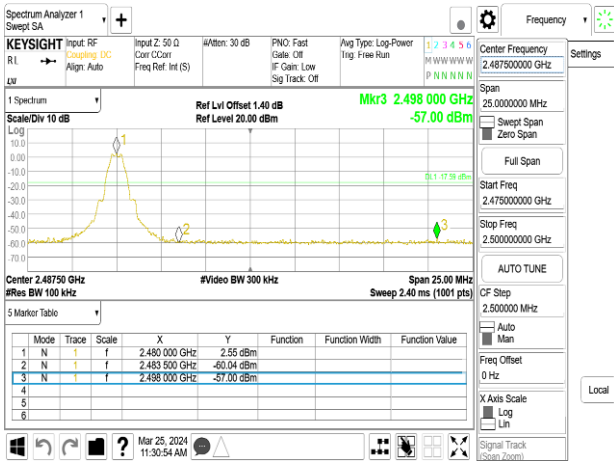 Spectrum Analyzer 1
Swept SA
Frequency
KEYSIGHT
RL
Input: RF
Coupling: DC
Align: Auto
Input Z: 50 Ω
Corr CCorr
Freq Ref: Int (S)
#Atten: 30 dB
PNO: Fast
Gate: Off
IF Gain: Low
Sig Track: Off
Avg Type: Log-Power
Trig: Free Run
1 2 3 4 5 6
M W W W W W
P N N N N N
1 Spectrum
Scale/Div 10 dB
Ref Lvl Offset 1.40 dB
Ref Level 20.00 dBm
Mkr3 2.498 000 GHz
-57.00 dBm
Log
10.0
0.00
-10.0
-20.0
-30.0
-40.0
-50.0
-60.0
-70.0
1
2
3
DL1 -17.39 dBm
Center 2.48750 GHz
#Res BW 100 kHz
#Video BW 300 kHz
Span 25.00 MHz
Sweep 2.40 ms (1001 pts)
5 Marker Table
Mode Trace Scale X Y Function Function Width Function Value
1 N 1 f 2.480 000 GHz 2.55 dBm
2 N 1 f 2.483 500 GHz -60.04 dBm
3 N 1 f 2.498 000 GHz -57.00 dBm
4
5
6
Mar 25, 2024
11:30:54 AM
Center Frequency
2.487500000 GHz
Settings
Span
25.0000000 MHz
Swept Span
Zero Span
Full Span
Start Freq
2.475000000 GHz
Stop Freq
2.500000000 GHz
AUTO TUNE
CF Step
2.500000 MHz
Auto
Man
Freq Offset
0 Hz
X Axis Scale
Log
Lin
Local
Signal Track
(Span Zoom)